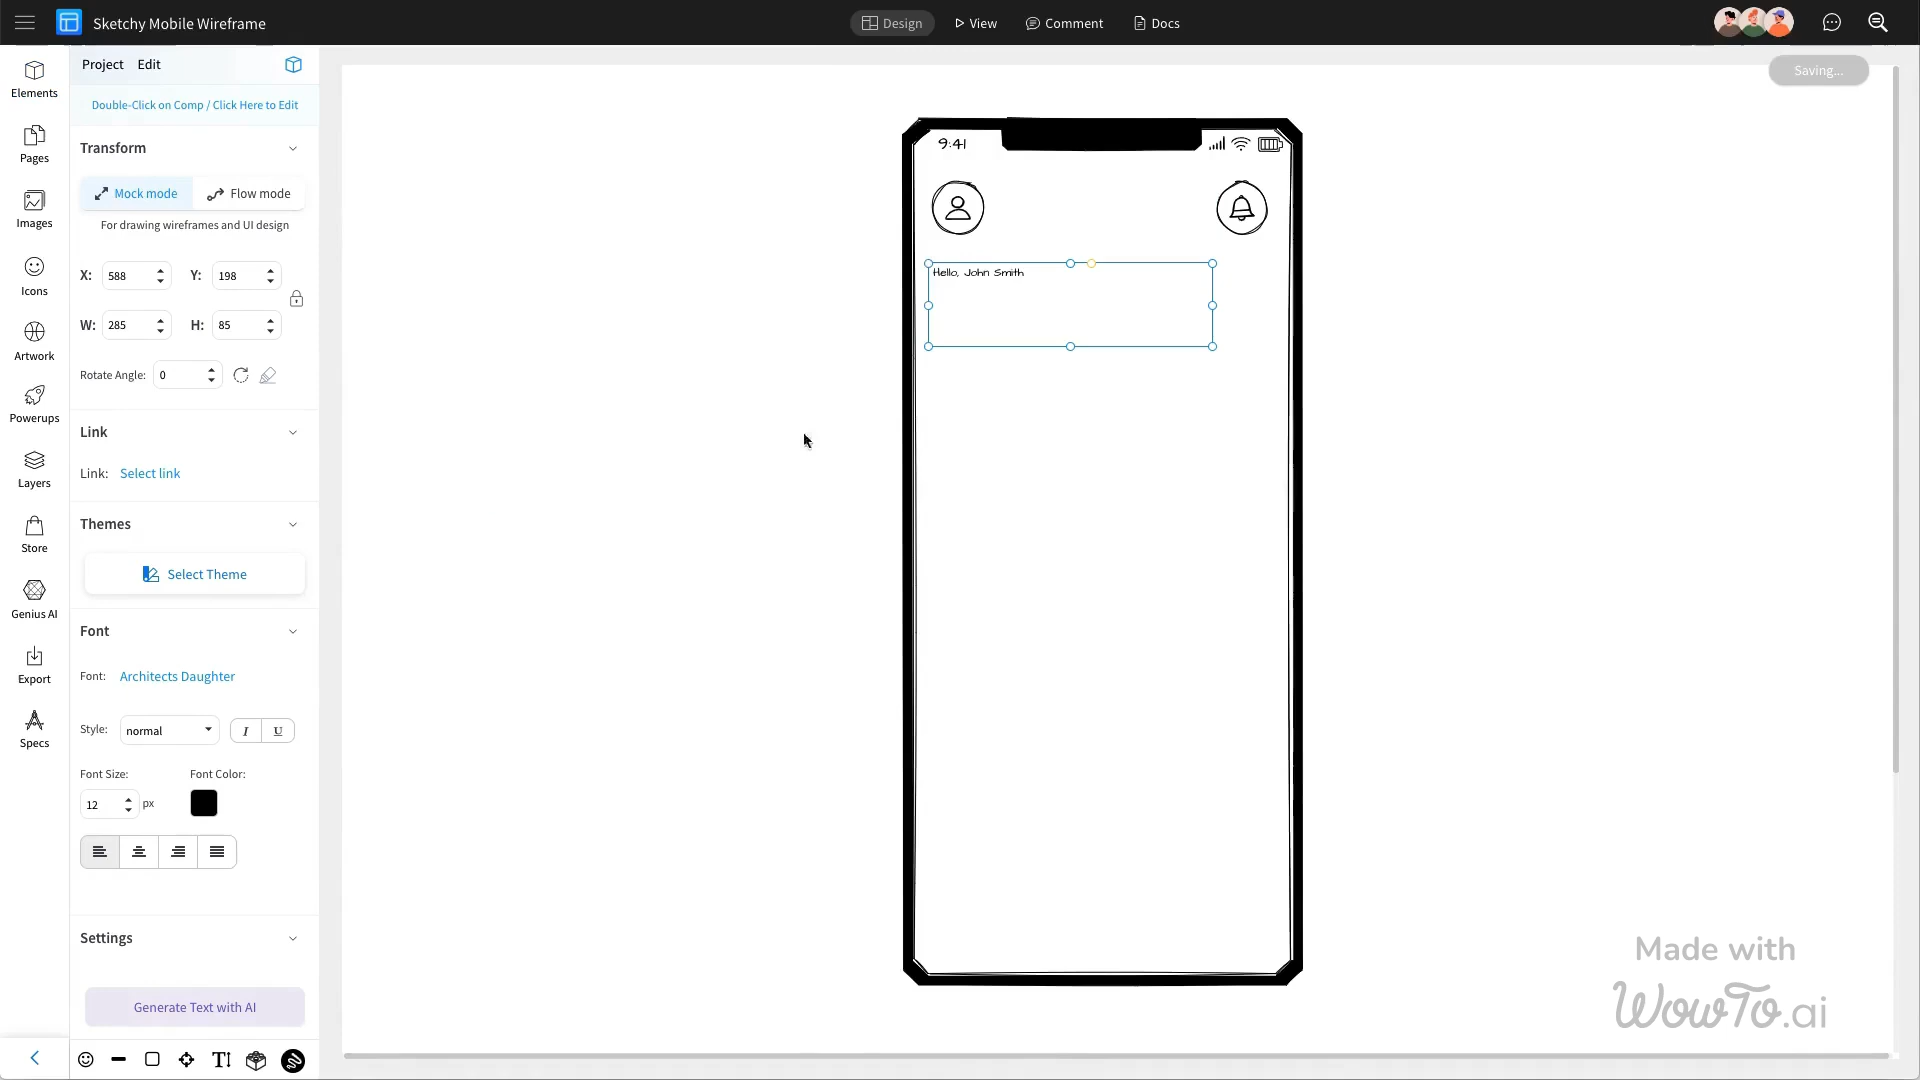 Sketchy Mobile Wireframe
Design
View
Comment
Docs
Project
Edit
Saving...
Elements
Double-Click on Comp / Click Here to Edit
Pages
Transform
Mock mode
Flow mode
Images
For drawing wireframes and UI design
X:
588
Y:
198
Icons
W:
285
H:
85
Artwork
Rotate Angle:
0
Powerups
Link
Layers
Link:
Select link
Themes
Store
Select Theme
Genius AI
Font
Export
Font:
Architects Daughter
Specs
Style:
normal
I
U
Font Size:
Font Color:
12
px
Settings
Generate Text with AI
T
9:41
Hello, John Smith
Made with
WowTo.ai